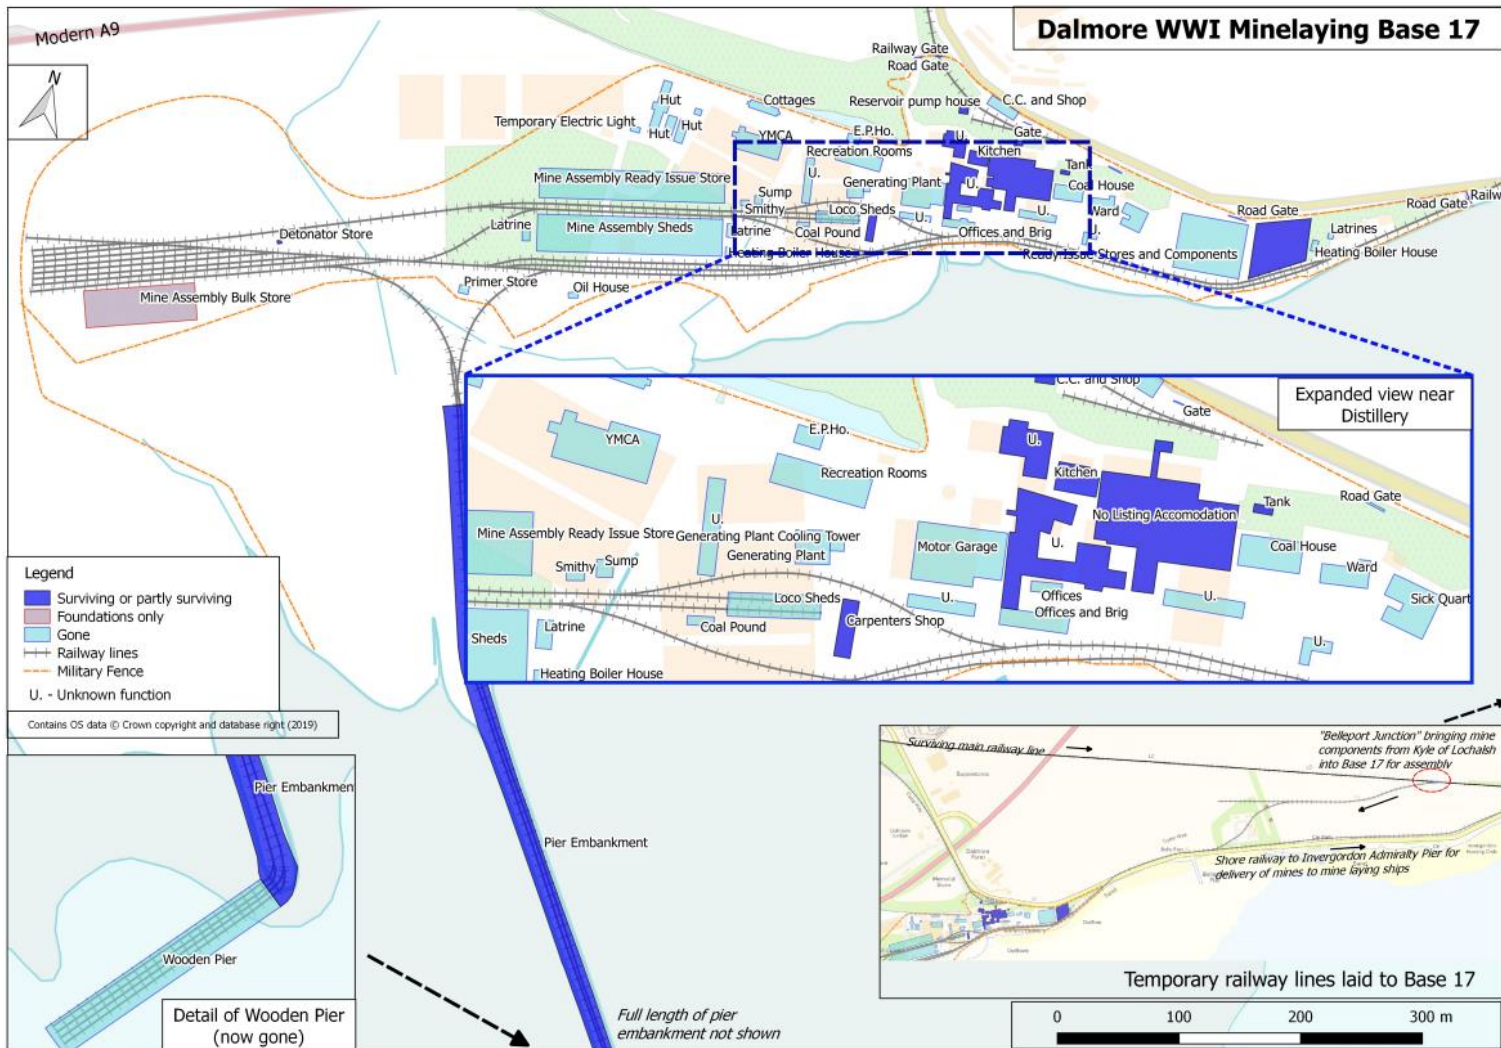 Dalmore WWI Minelaying Base 17
Modern A9
N
Railway Gate
Road Gate
Reservoir pump house
C.C. and Shop
Gate
Hut
Cottages
Temporary Electric Light
Hut
Hut
YMCA
E.P.Ho.
U.
Kitchen
Recreation Rooms
Tank
Mine Assembly Ready Issue Store
U.
Generating Plant
U.
Coal House
Sump
Smithy
Loco Sheds
U.
U.
Ward
Road Gate
Road Gate
Railw
Detonator Store
Latrine
Mine Assembly Sheds
Latrine
Coal Pound
Offices and Brig
U.
Latrines
Heating Boiler House
Ready Issue Stores and Components
Heating Boiler House
Mine Assembly Bulk Store
Primer Store
Oil House
Expanded view near
Distillery
C.C. and Shop
Gate
YMCA
E.P.Ho.
U.
Recreation Rooms
Kitchen
Tank
Road Gate
No Listing Accomodation
U.
Mine Assembly Ready Issue Store
Generating Plant Cooling Tower
Generating Plant
Motor Garage
U.
Coal House
Smithy
Sump
Ward
Loco Sheds
U.
Offices
Offices and Brig
U.
Sick Quart
Sheds
Latrine
Coal Pound
Carpenters Shop
U.
Heating Boiler House
Legend
Surviving or partly surviving
Foundations only
Gone
Railway lines
Military Fence
U. - Unknown function
Contains OS data © Crown copyright and database right (2019)
Pier Embankment
Wooden Pier
Detail of Wooden Pier
(now gone)
Pier Embankment
Full length of pier
embankment not shown
Surviving main railway line
"Belleport Junction" bringing mine
components from Kyle of Lochalsh
into Base 17 for assembly
Shore railway to Invergordon Admiralty Pier for
delivery of mines to mine laying ships
Temporary railway lines laid to Base 17
0 100 200 300 m